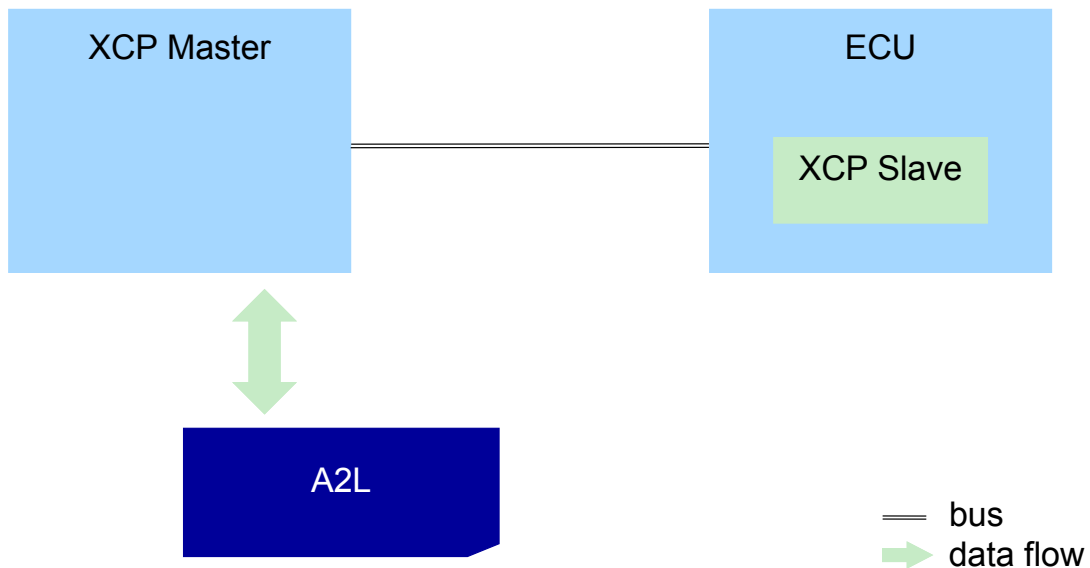 XCP Master
ECU
XCP Slave
A2L
bus
data flow